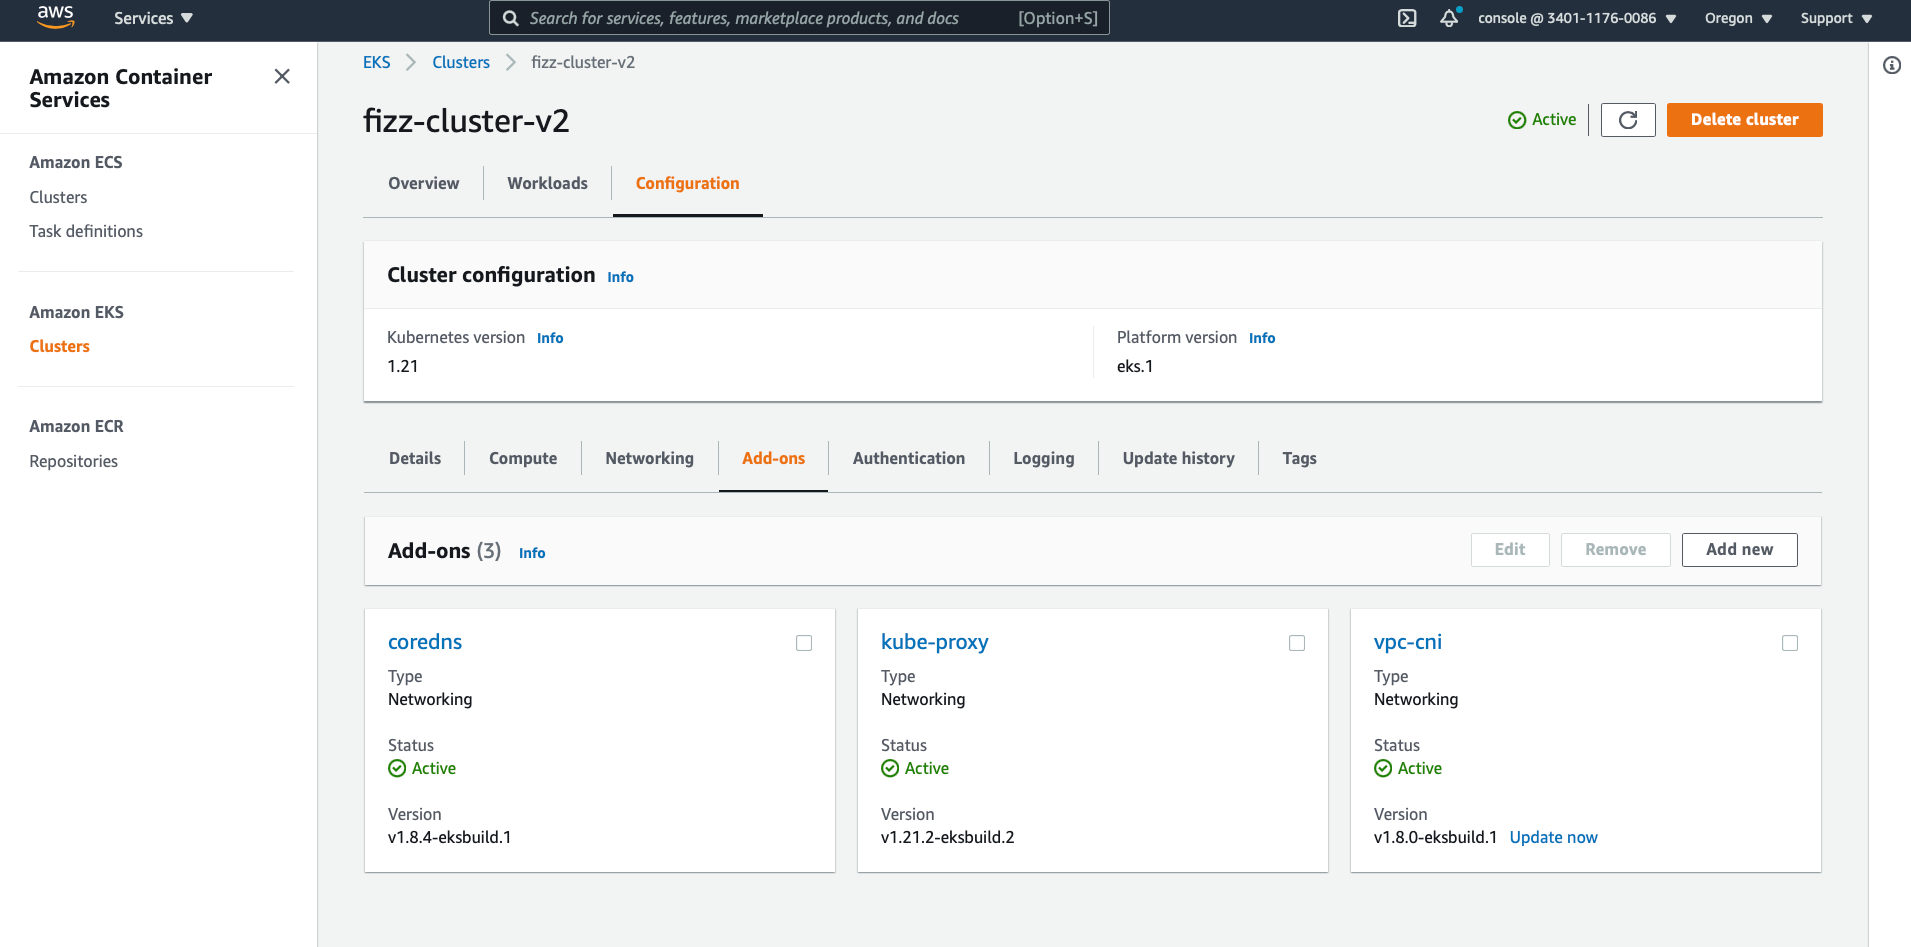 aws
Services
Search for services, features, marketplace products, and docs [Option+S]
console @ 3401-1176-0086
Oregon
Support
Amazon Container
Services
Amazon ECS
Clusters
Task definitions
Amazon EKS
Clusters
Amazon ECR
Repositories
EKS Clusters fizz-cluster-v2
fizz-cluster-v2
Active
Delete cluster
Overview Workloads Configuration
Cluster configuration Info
Kubernetes version Info
1.21
Platform version Info
eks.1
Details Compute Networking Add-ons Authentication Logging Update history Tags
Add-ons (3) Info
Edit Remove Add new
coredns
Type
Networking
Status
Active
Version
v1.8.4-eksbuild.1
kube-proxy
Type
Networking
Status
Active
Version
v1.21.2-eksbuild.2
vpc-cni
Type
Networking
Status
Active
Version
v1.8.0-eksbuild.1 Update now